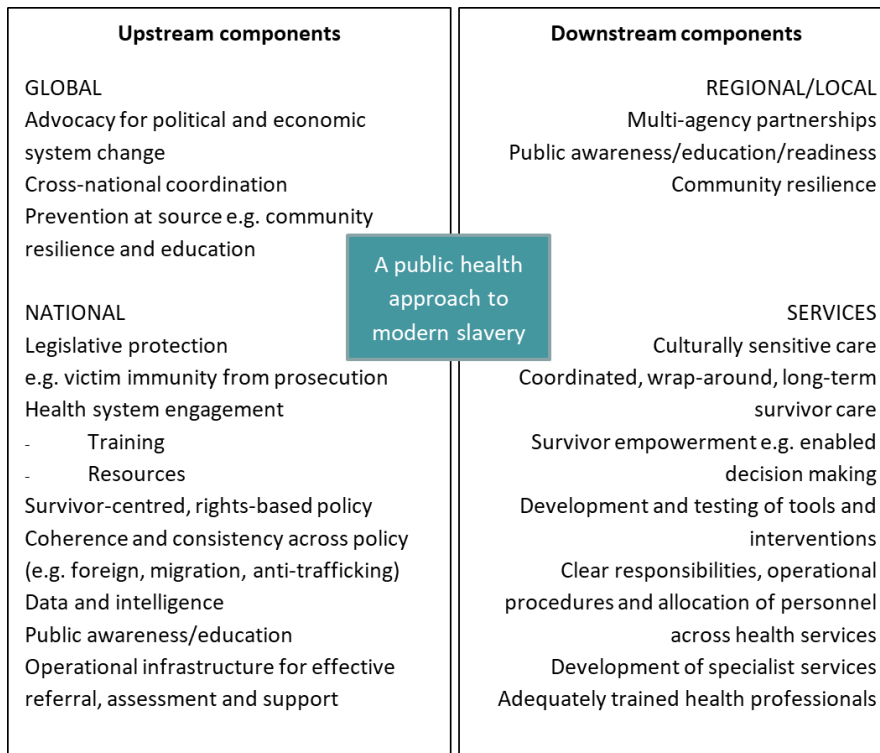 Upstream components
GLOBAL
Advocacy for political and economic
system change
Cross-national coordination
Prevention at source e.g. community
resilience and education
NATIONAL
Legislative protection
e.g. victim immunity from prosecution
Health system engagement
- Training
- Resources
Survivor-centred, rights-based policy
Coherence and consistency across policy
(e.g. foreign, migration, anti-trafficking)
Data and intelligence
Public awareness/education
Operational infrastructure for effective
referral, assessment and support
A public health
approach to
modern slavery
Downstream components
REGIONAL/LOCAL
Multi-agency partnerships
Public awareness/education/readiness
Community resilience
SERVICES
Culturally sensitive care
Coordinated, wrap-around, long-term
survivor care
Survivor empowerment e.g. enabled
decision making
Development and testing of tools and
interventions
Clear responsibilities, operational
procedures and allocation of personnel
across health services
Development of specialist services
Adequately trained health professionals